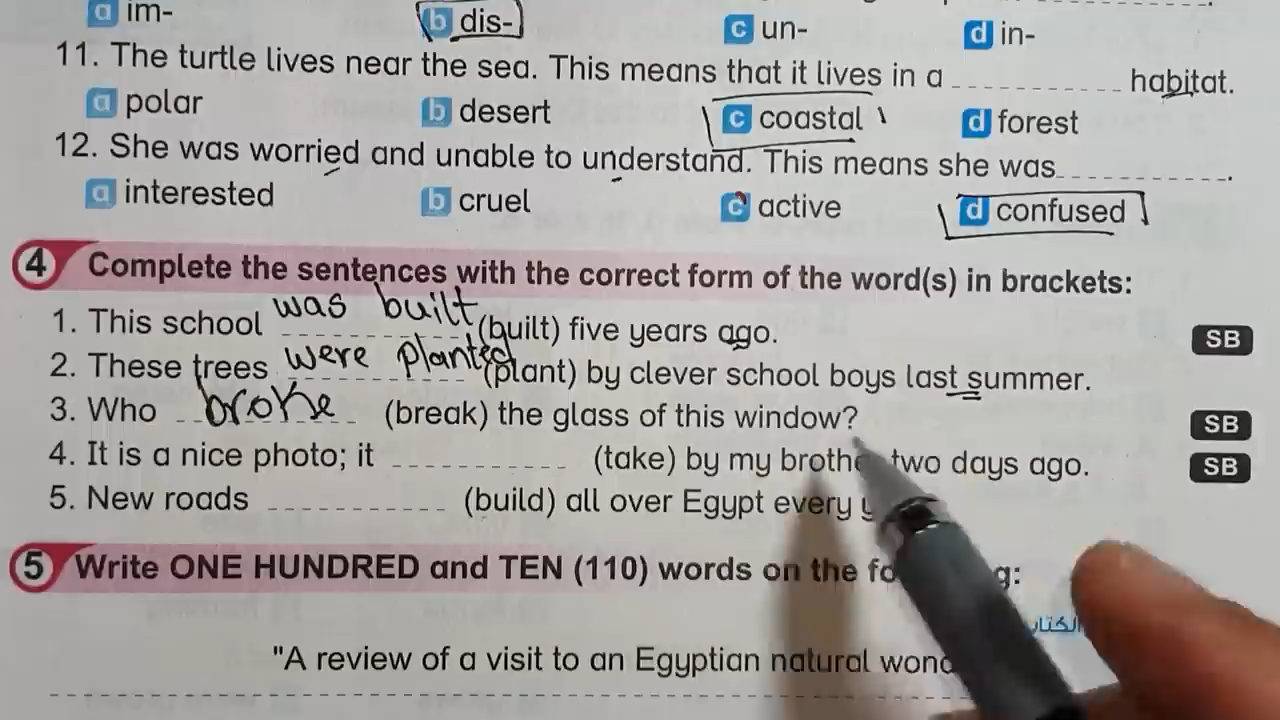 a im- b dis- c un- d in-
11. The turtle lives near the sea. This means that it lives in a ---------- habitat.
a polar b desert c coastal d forest
12. She was worried and unable to understand. This means she was ----------.
a interested b cruel c active d confused
4 Complete the sentences with the correct form of the word(s) in brackets:
1. This school was built (built) five years ago. SB
2. These trees were planted (plant) by clever school boys last summer.
3. Who broke (break) the glass of this window? SB
4. It is a nice photo; it ---------- (take) by my two days ago. SB
5. New roads ---------- (build) all over Egypt every
5 Write ONE HUNDRED and TEN (110) words on the
"A review of a visit to an Egyptian natural